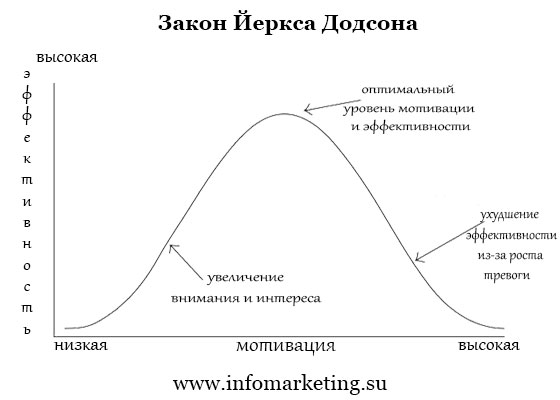 Закон Йеркса Додсона
высокая
эффективность
оптимальный
уровень мотивации
и эффективности
ухудшение
эффективности
из-за роста
тревоги
увеличение
внимания и интереса
низкая
мотивация
высокая
www.infomarketing.su